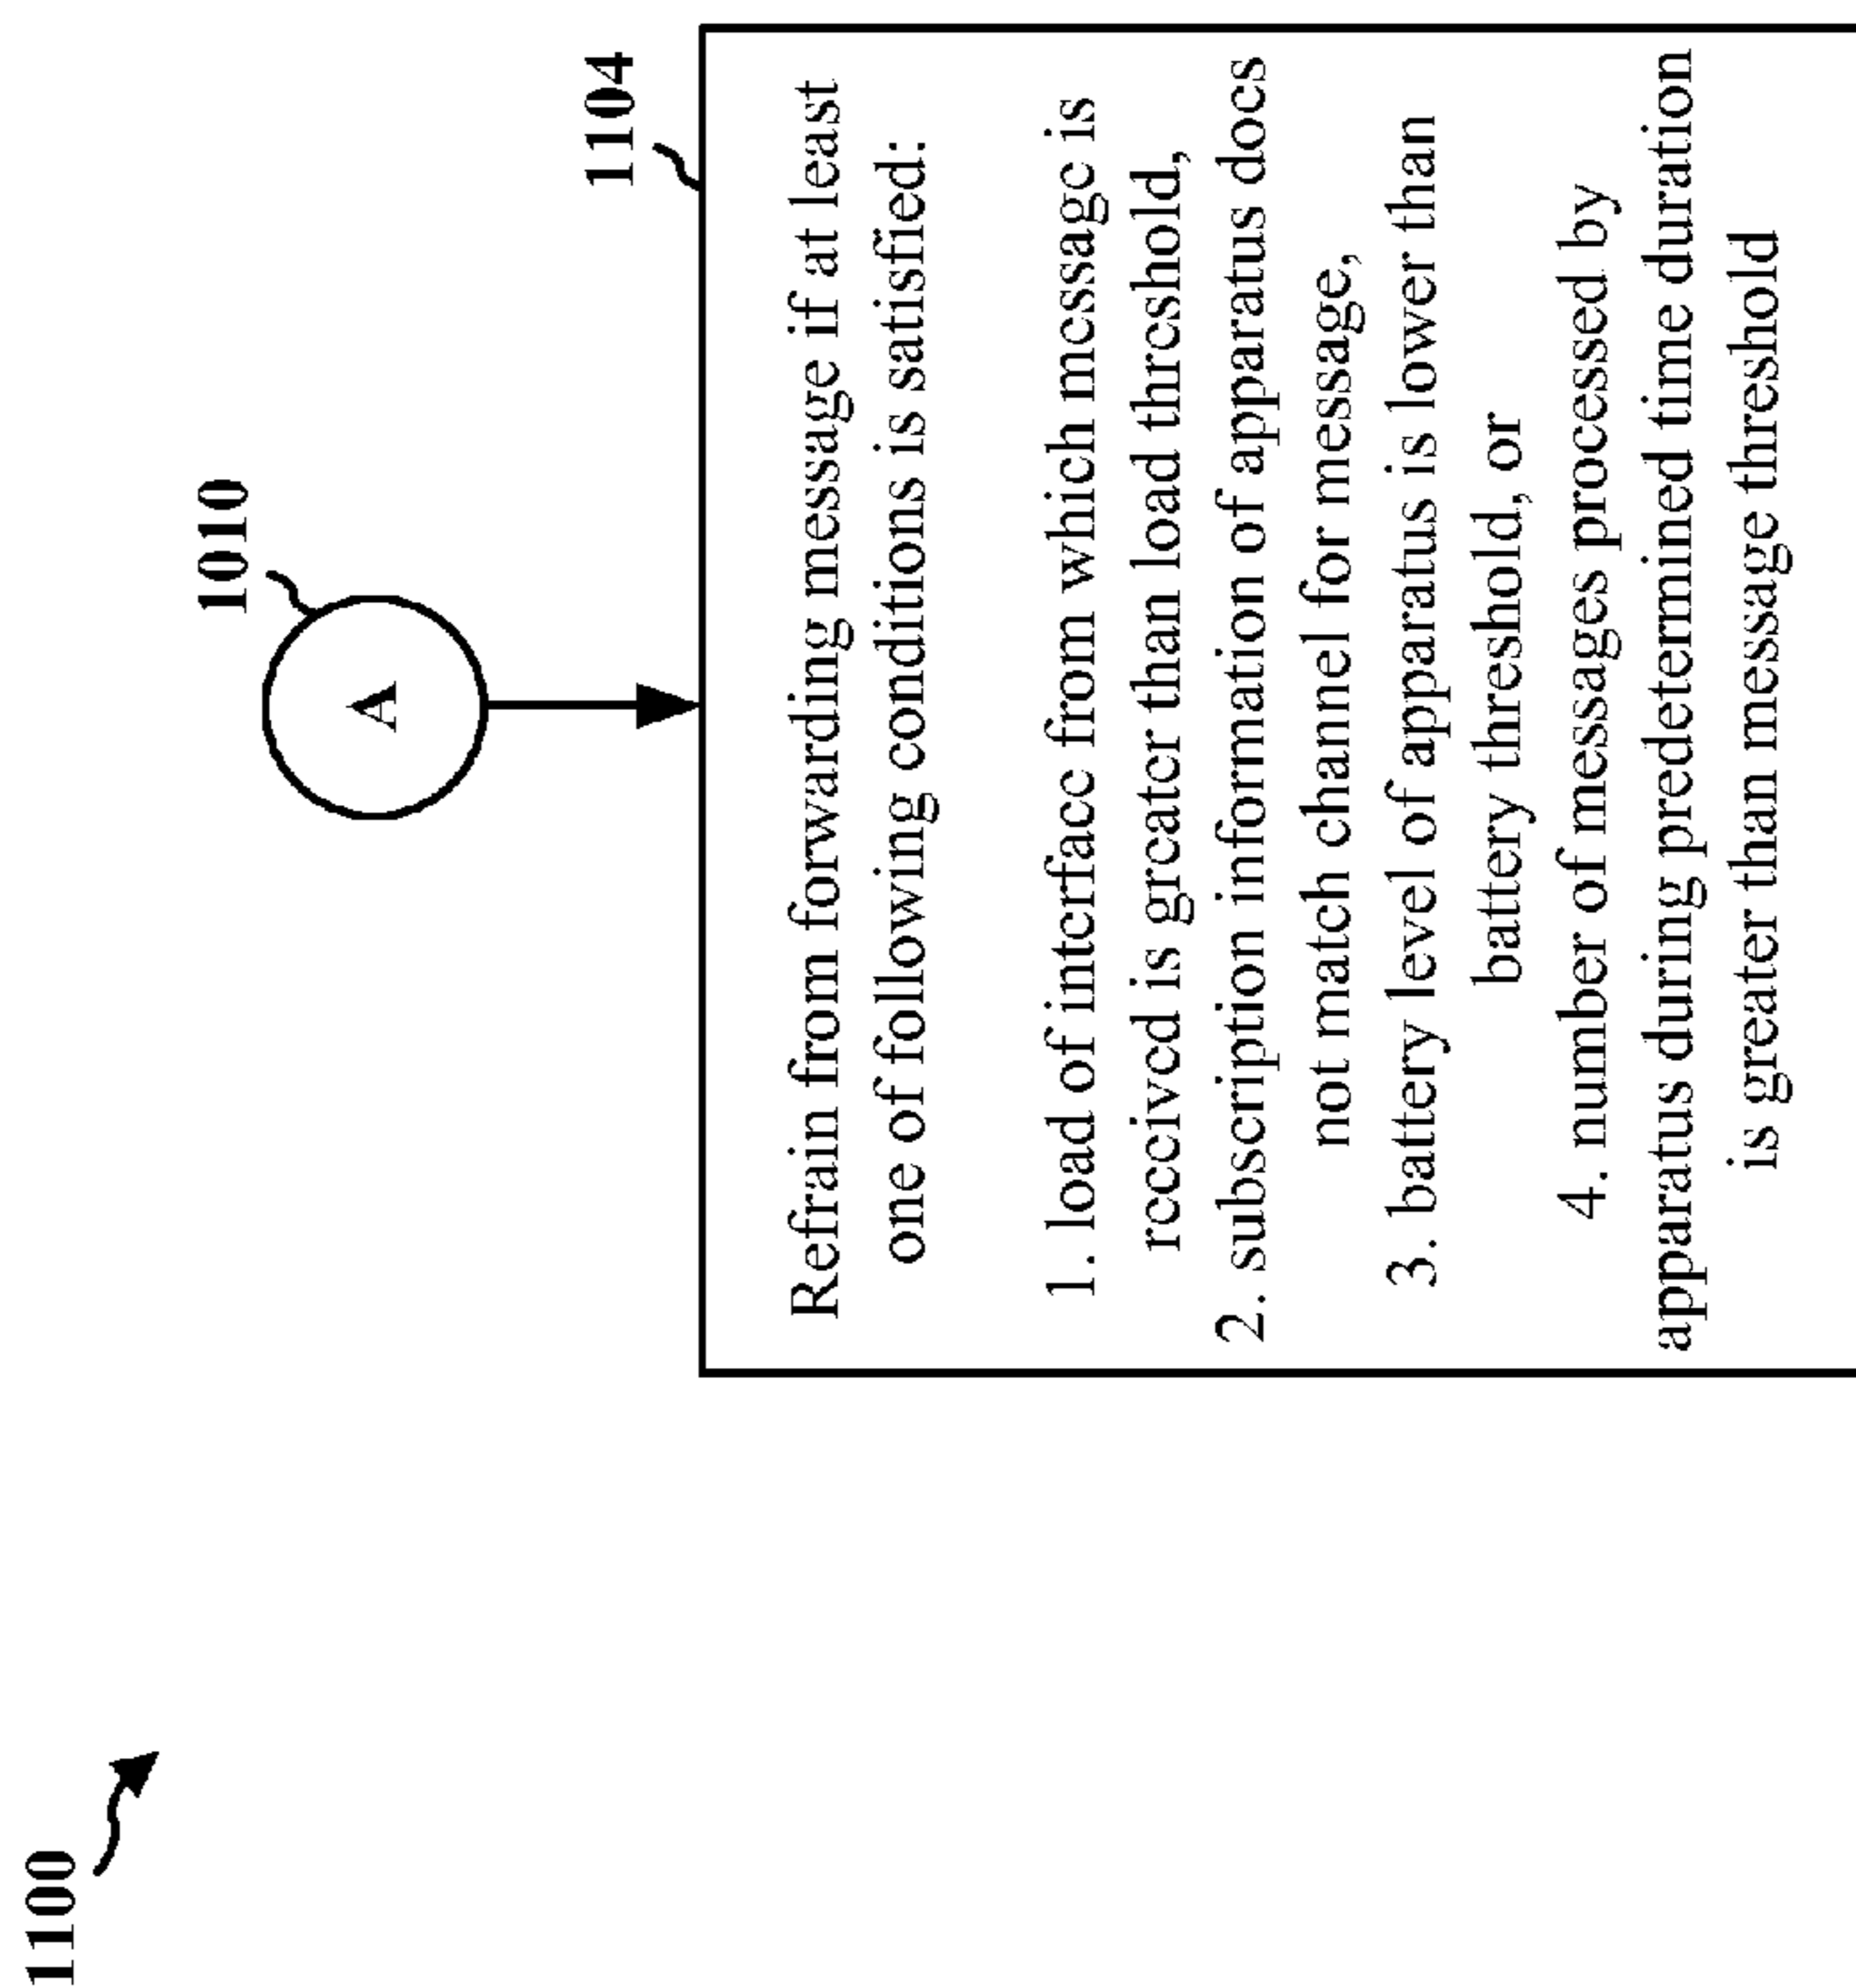 1100
1010
A
1104
Refrain from forwarding message if at least
one of following conditions is satisfied:
1. load of interface from which message is
received is greater than load threshold,
2. subscription information of apparatus does
not match channel for message,
3. battery level of apparatus is lower than
battery threshold, or
4. number of messages processed by
apparatus during predetermined time duration
is greater than message threshold